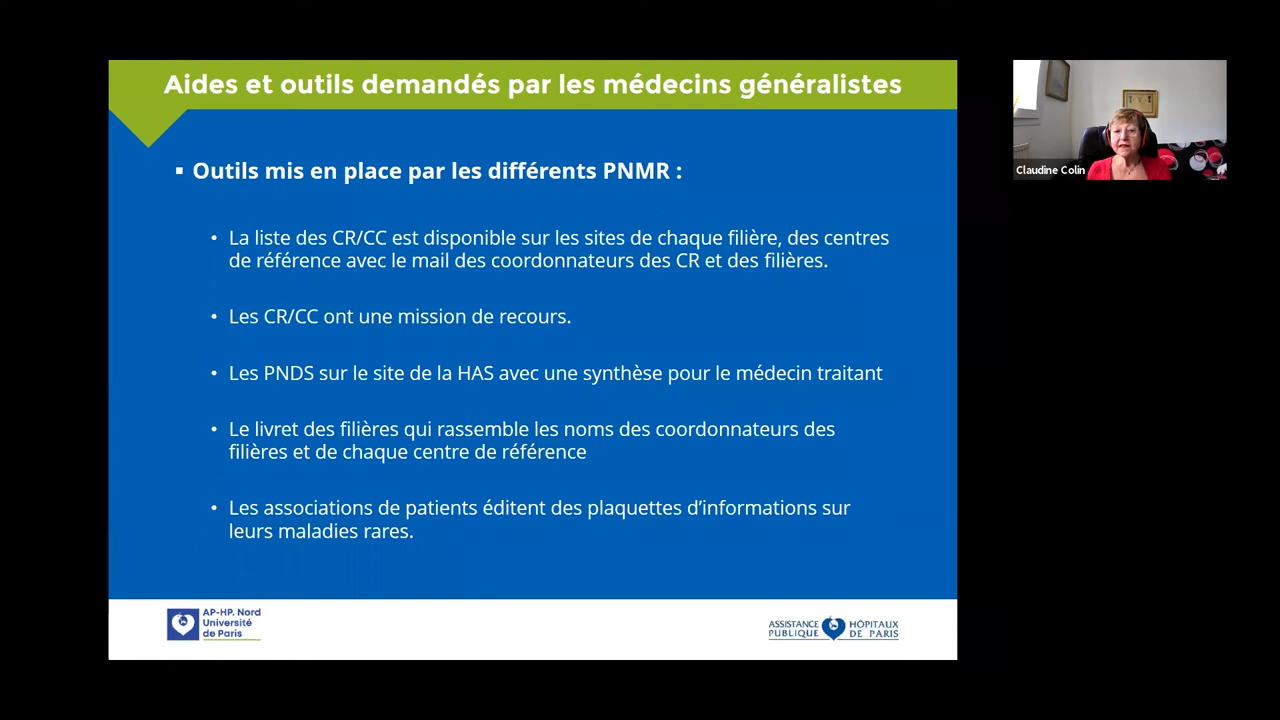 Aides et outils demandés par les médecins généralistes
Claudine Colin
▪ Outils mis en place par les différents PNMR :
• La liste des CR/CC est disponible sur les sites de chaque filière, des centres
de référence avec le mail des coordonnateurs des CR et des filières.
• Les CR/CC ont une mission de recours.
• Les PNDS sur le site de la HAS avec une synthèse pour le médecin traitant
• Le livret des filières qui rassemble les noms des coordonnateurs des
filières et de chaque centre de référence
• Les associations de patients éditent des plaquettes d’informations sur
leurs maladies rares.
AP-HP. Nord
Université
de Paris
ASSISTANCE HÔPITAUX
PUBLIQUE DE PARIS